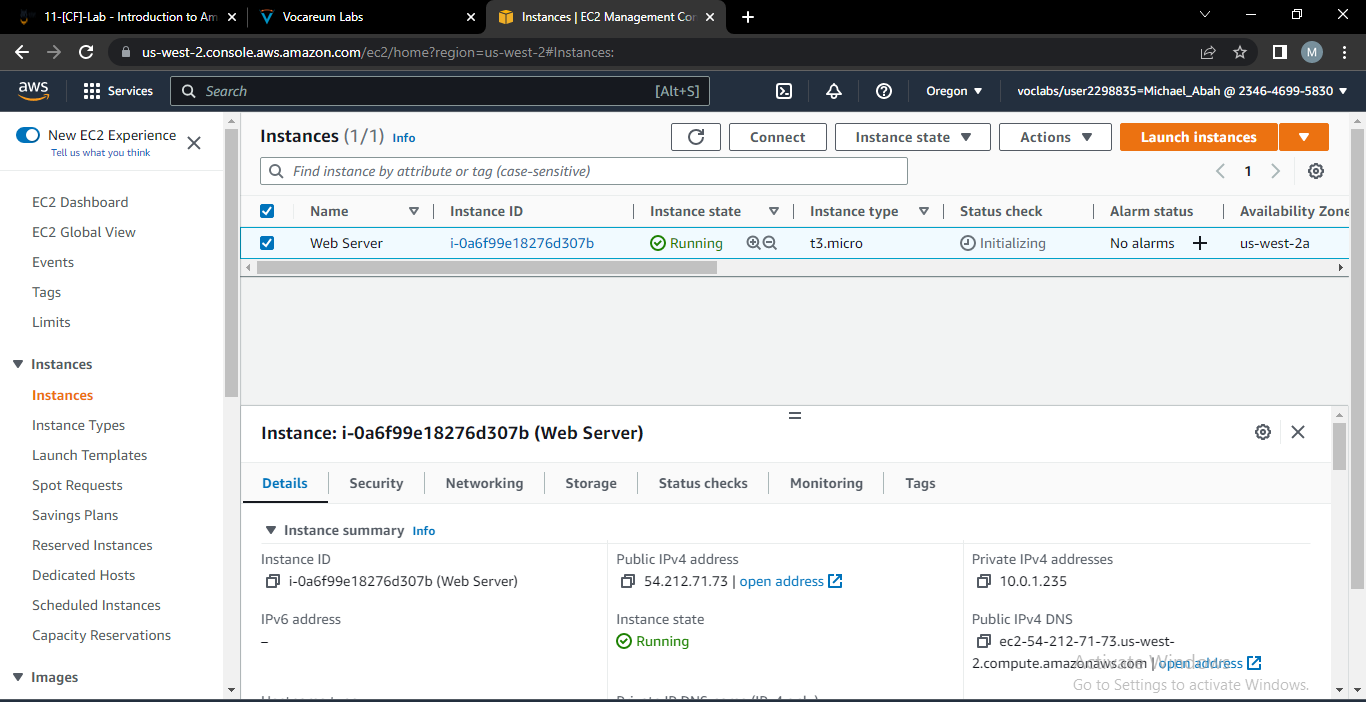 11-[CF]-Lab - Introduction to Am
Vocareum Labs
Instances | EC2 Management Con
us-west-2.console.aws.amazon.com/ec2/home?region=us-west-2#Instances:
M
aws
Services
Search
[Alt+S]
Oregon
voclabs/user2298835=Michael_Abah @ 2346-4699-5830
New EC2 Experience
Tell us what you think
EC2 Dashboard
EC2 Global View
Events
Tags
Limits
Instances
Instances
Instance Types
Launch Templates
Spot Requests
Savings Plans
Reserved Instances
Dedicated Hosts
Scheduled Instances
Capacity Reservations
Images
Instances (1/1) Info
Connect
Instance state
Actions
Launch instances
Find instance by attribute or tag (case-sensitive)
1
Name Instance ID Instance state Instance type Status check Alarm status Availability Zone
Web Server i-0a6f99e18276d307b Running t3.micro Initializing No alarms + us-west-2a
Instance: i-0a6f99e18276d307b (Web Server)
Details Security Networking Storage Status checks Monitoring Tags
Instance summary Info
Instance ID
i-0a6f99e18276d307b (Web Server)
Public IPv4 address
54.212.71.73 | open address
Private IPv4 addresses
10.0.1.235
IPv6 address
–
Instance state
Running
Public IPv4 DNS
ec2-54-212-71-73.us-west-
2.compute.amazonaws.com | open address
Activate Windows
Go to Settings to activate Windows.